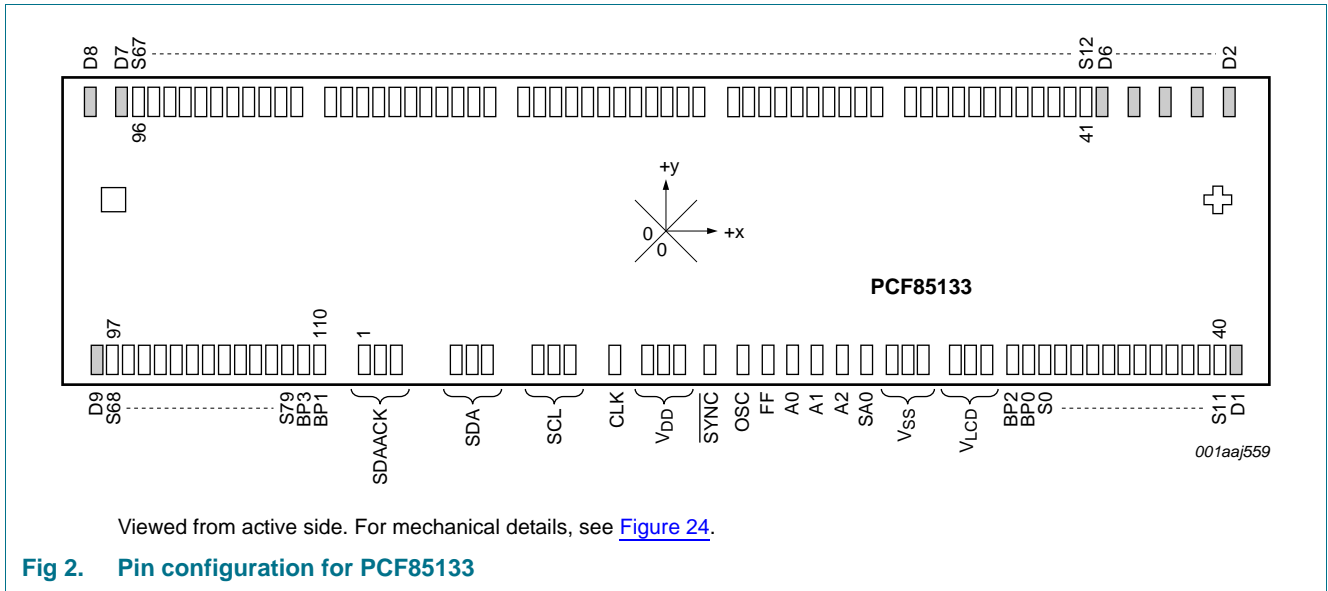 D8 D7 S67 S12 D6 D2
96 41
+y
0 +x
0
PCF85133
97 110 1 40
D9 S68 S79 BP3 BP1 SDAACK SDA SCL CLK VDD SYNC OSC FF A0 A1 A2 SA0 VSS VLCD BP2 BP0 S0 S11 D1
001aaj559
Viewed from active side. For mechanical details, see Figure 24.
Fig 2. Pin configuration for PCF85133